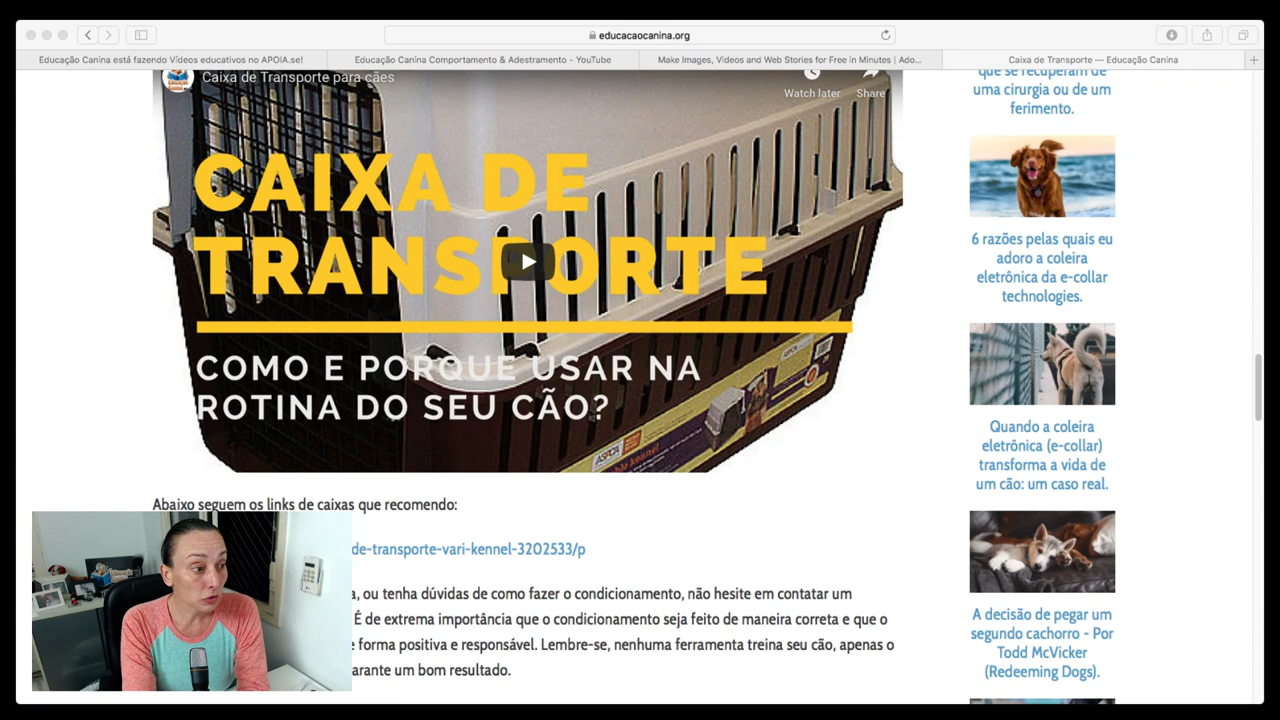 educacaocanina.org
Educação Canina está fazendo Vídeos educativos no APOIA.se!
Educação Canina Comportamento & Adestramento - YouTube
Make Images, Videos and Web Stories for Free in Minutes | Ado...
Caixa de Transporte — Educação Canina
Caixa de Transporte para cães
Watch later
Share
CAIXA DE
TRANSPORTE
COMO E PORQUE USAR NA
ROTINA DO SEU CÃO?
ASPCA
Abaixo seguem os links de caixas que recomendo:
de-transporte-vari-kennel-3202533/p
a, ou tenha dúvidas de como fazer o condicionamento, não hesite em contatar um
É de extrema importância que o condicionamento seja feito de maneira correta e que o
e forma positiva e responsável. Lembre-se, nenhuma ferramenta treina seu cão, apenas o
arante um bom resultado.
que se recuperam de
uma cirurgia ou de um
ferimento.
6 razões pelas quais eu
adoro a coleira
eletrônica da e-collar
technologies.
Quando a coleira
eletrônica (e-collar)
transforma a vida de
um cão: um caso real.
A decisão de pegar um
segundo cachorro - Por
Todd McVicker
(Redeeming Dogs).